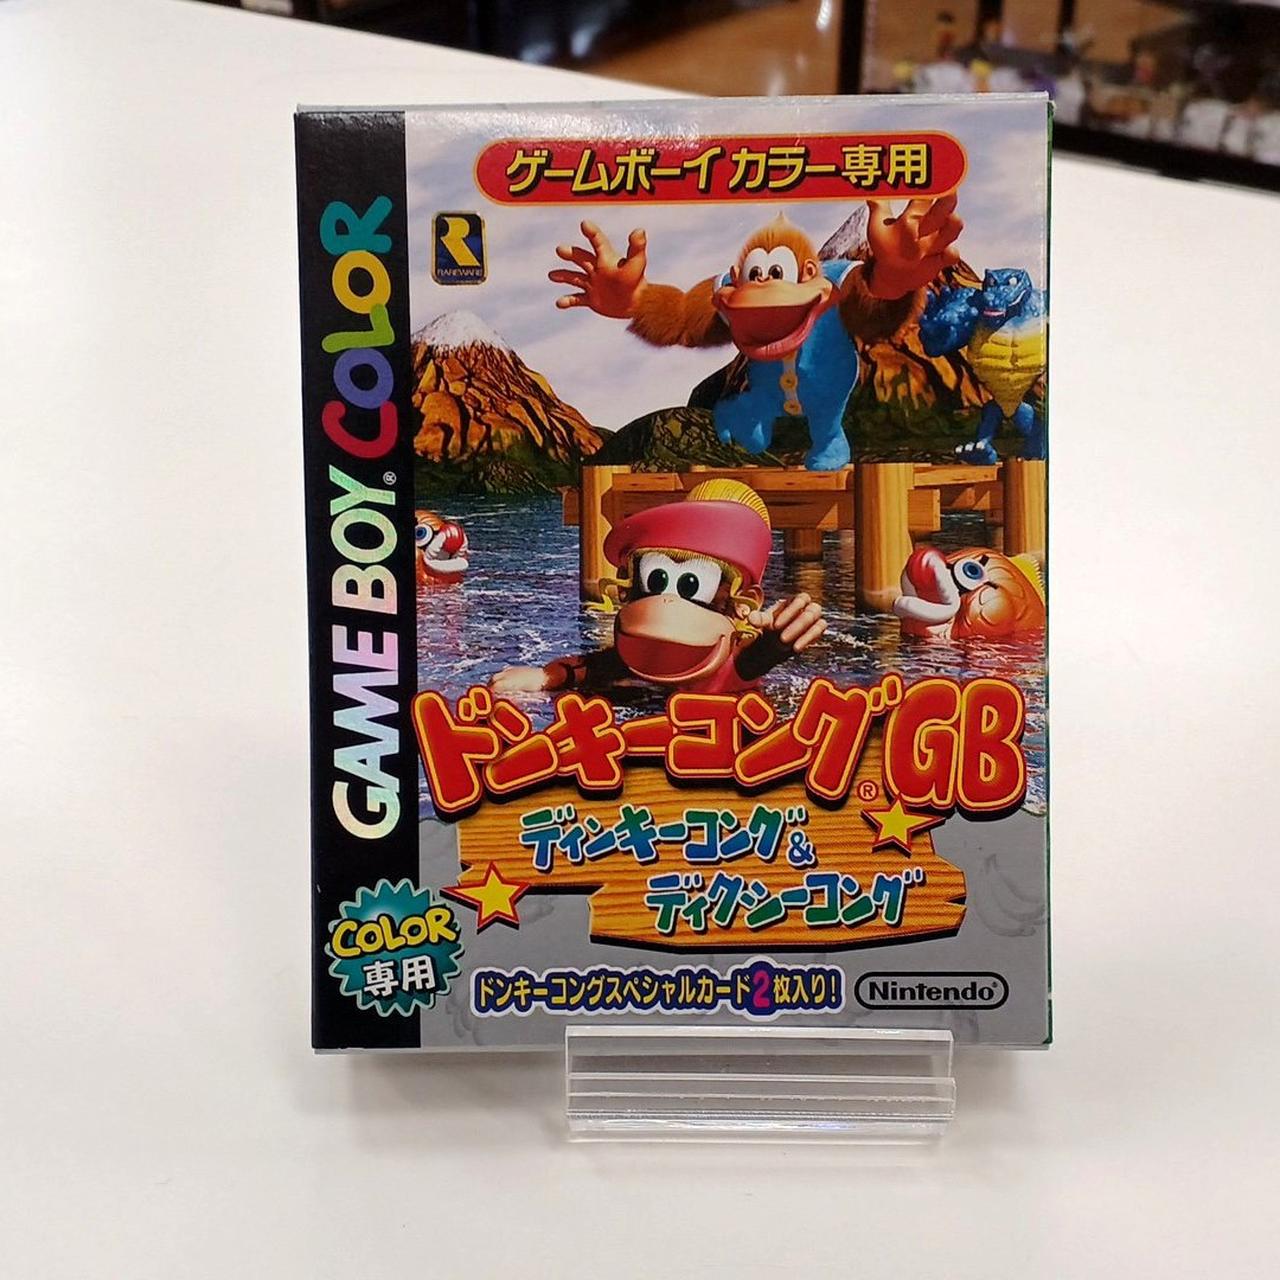 ゲームボーイ カラー専用
RAREWARE
GAME BOY® COLOR
ドンキーコング®GB
ディンキーコング&
ディクシーコング
COLOR
専用
ドンキーコングスペシャルカード2枚入り!
Nintendo®